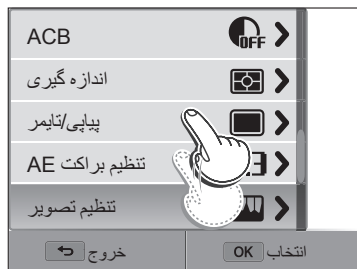 ACB
اندازه گیری
پیاپی/تایمر
تنظیم براکت AE
تنظیم تصویر
خروج
انتخاب OK